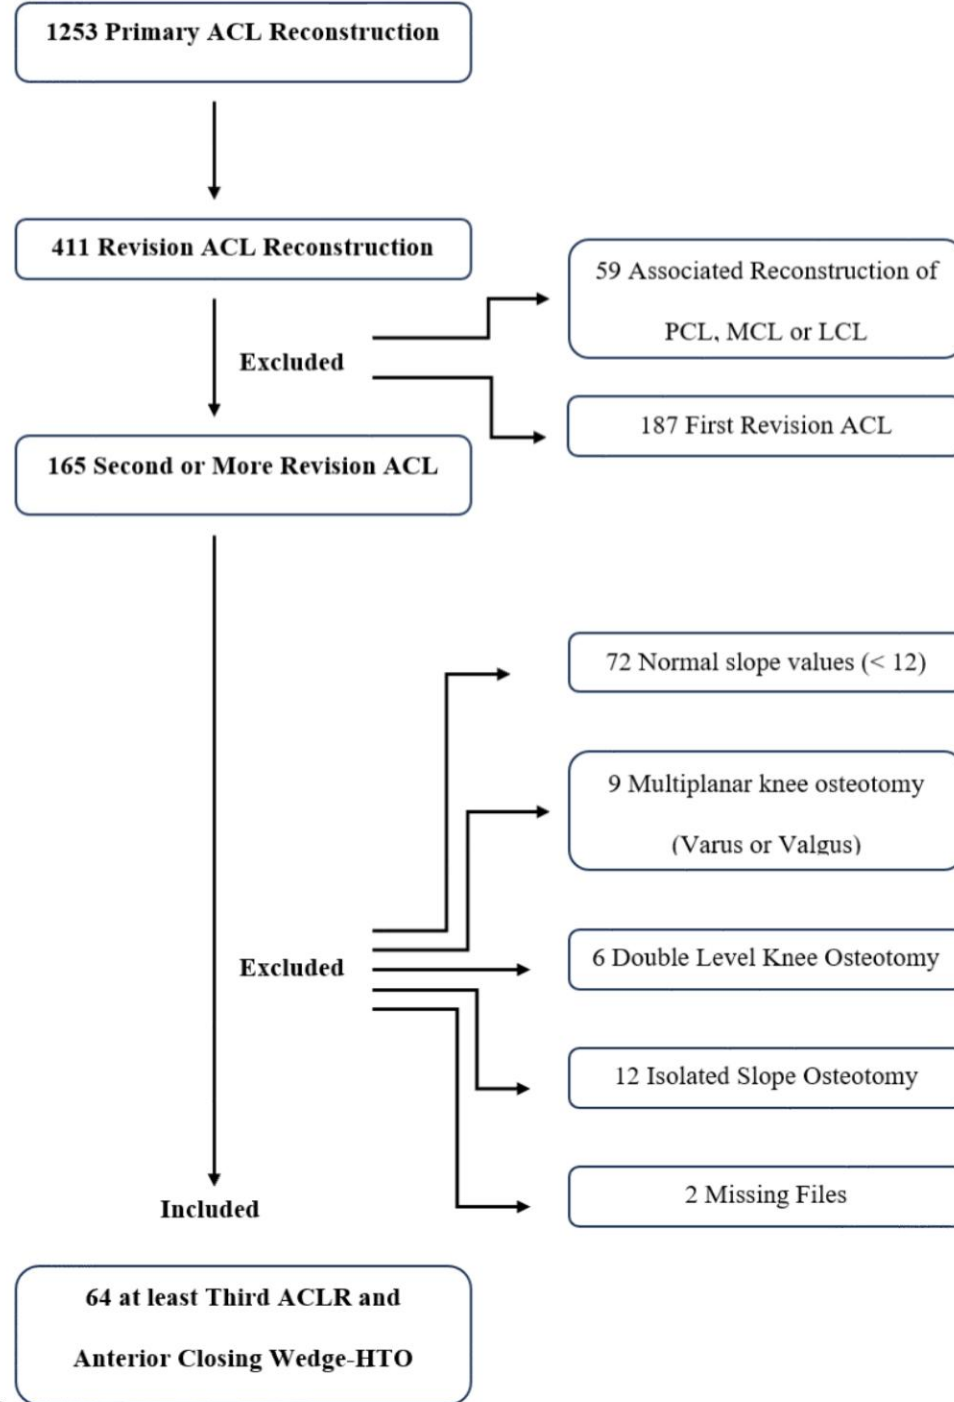 1253 Primary ACL Reconstruction
411 Revision ACL Reconstruction
Excluded
59 Associated Reconstruction of
PCL, MCL or LCL
187 First Revision ACL
165 Second or More Revision ACL
72 Normal slope values (< 12)
9 Multiplanar knee osteotomy
(Varus or Valgus)
Excluded
6 Double Level Knee Osteotomy
12 Isolated Slope Osteotomy
2 Missing Files
Included
64 at least Third ACLR and
Anterior Closing Wedge-HTO